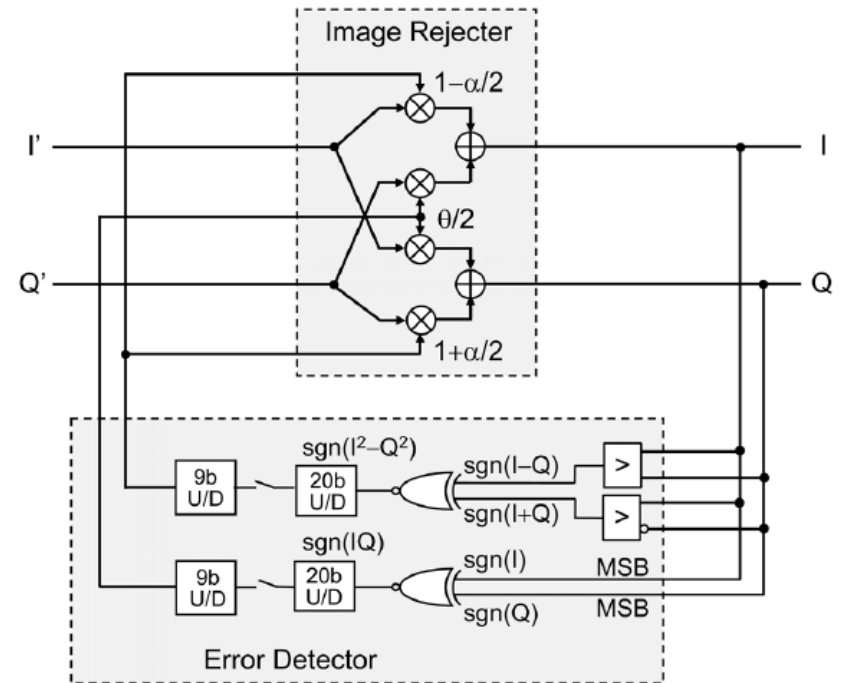 Image Rejecter
1−α/2
I’
I
θ/2
Q’
Q
1+α/2
sgn(I²−Q²)
9b
U/D
20b
U/D
sgn(I−Q)
>
sgn(I+Q)
>
sgn(IQ)
9b
U/D
20b
U/D
sgn(I)
MSB
sgn(Q)
MSB
Error Detector